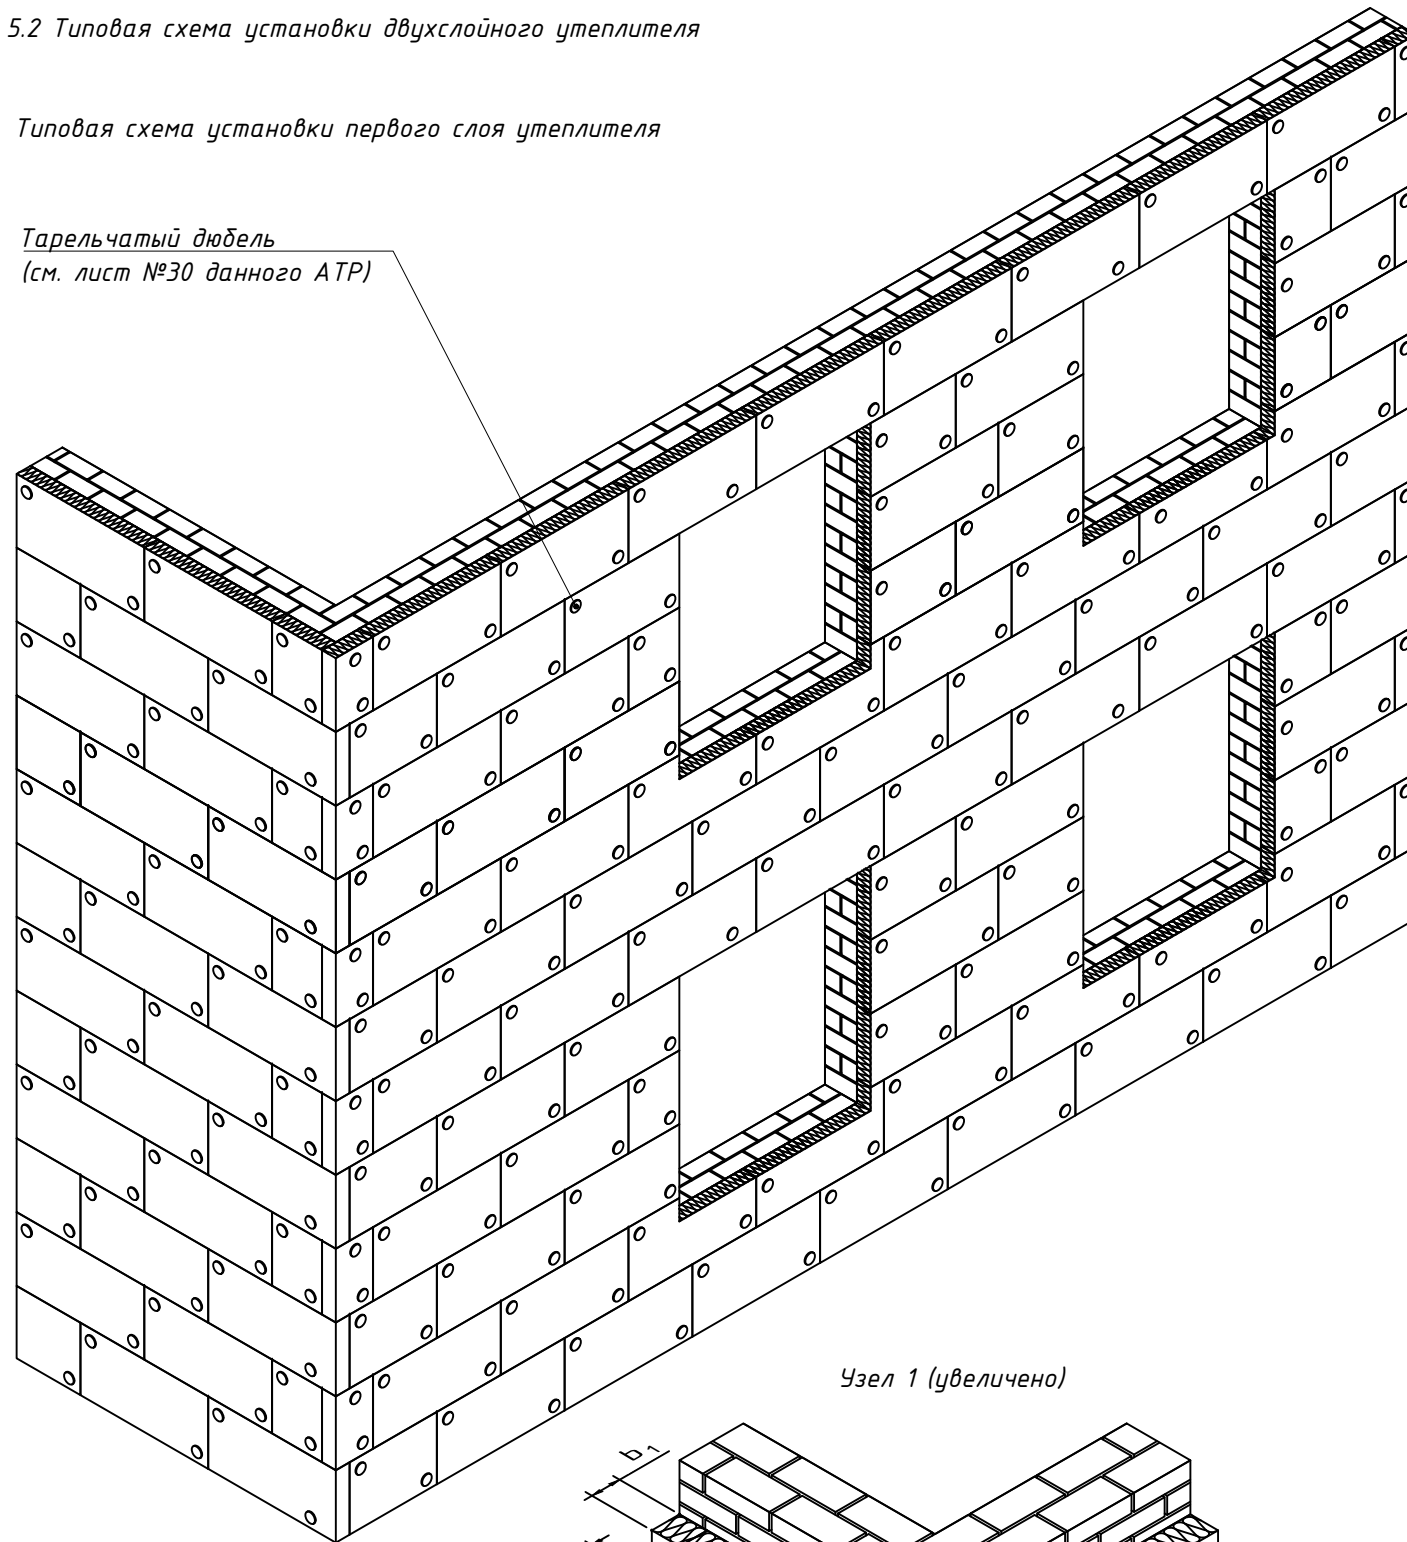 5.2 Типовая схема установки двухслойного утеплителя
Типовая схема установки первого слоя утеплителя
Тарельчатый дюбель
(см. лист №30 данного АТР)
Узел 1 (увеличено)
b₁